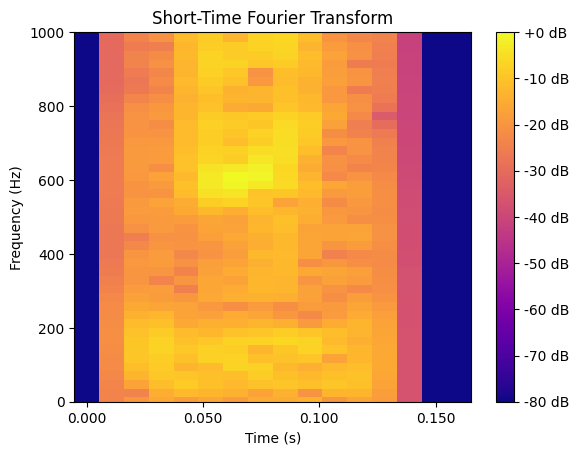 Short-Time Fourier Transform
1000
800
600
400
200
0
Frequency (Hz)
0.000
0.050
0.100
0.150
Time (s)
+0 dB
-10 dB
-20 dB
-30 dB
-40 dB
-50 dB
-60 dB
-70 dB
-80 dB